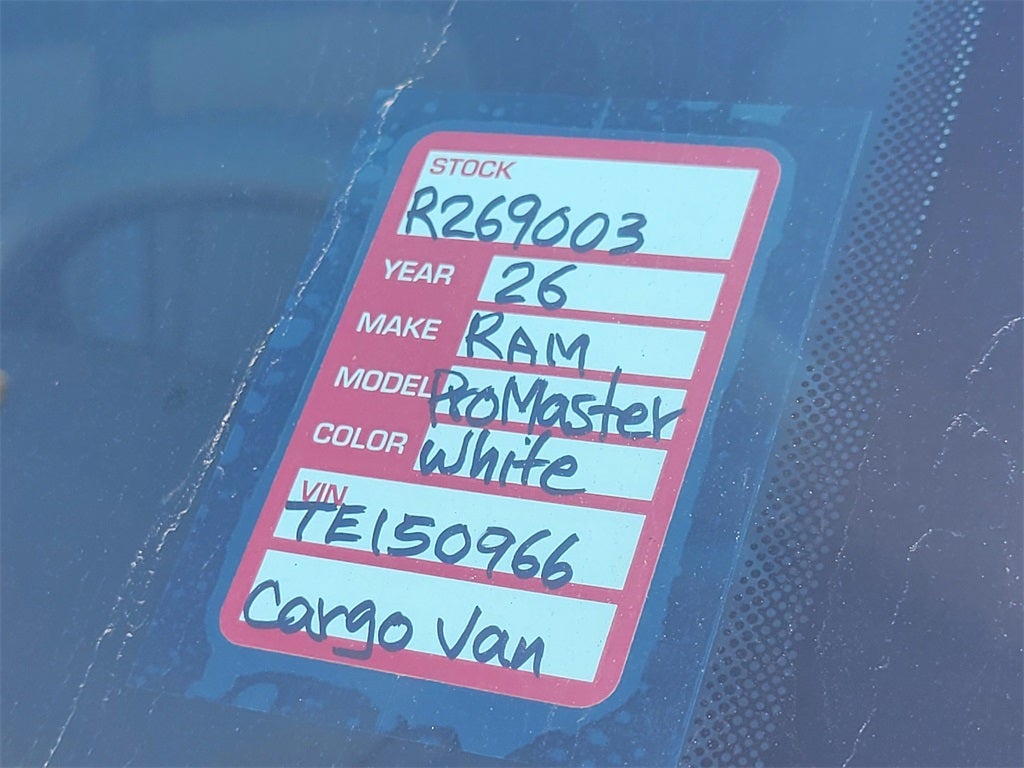 STOCK
R269003
YEAR 26
MAKE RAM
MODEL ProMaster
COLOR White
VIN
TE150966
Cargo Van